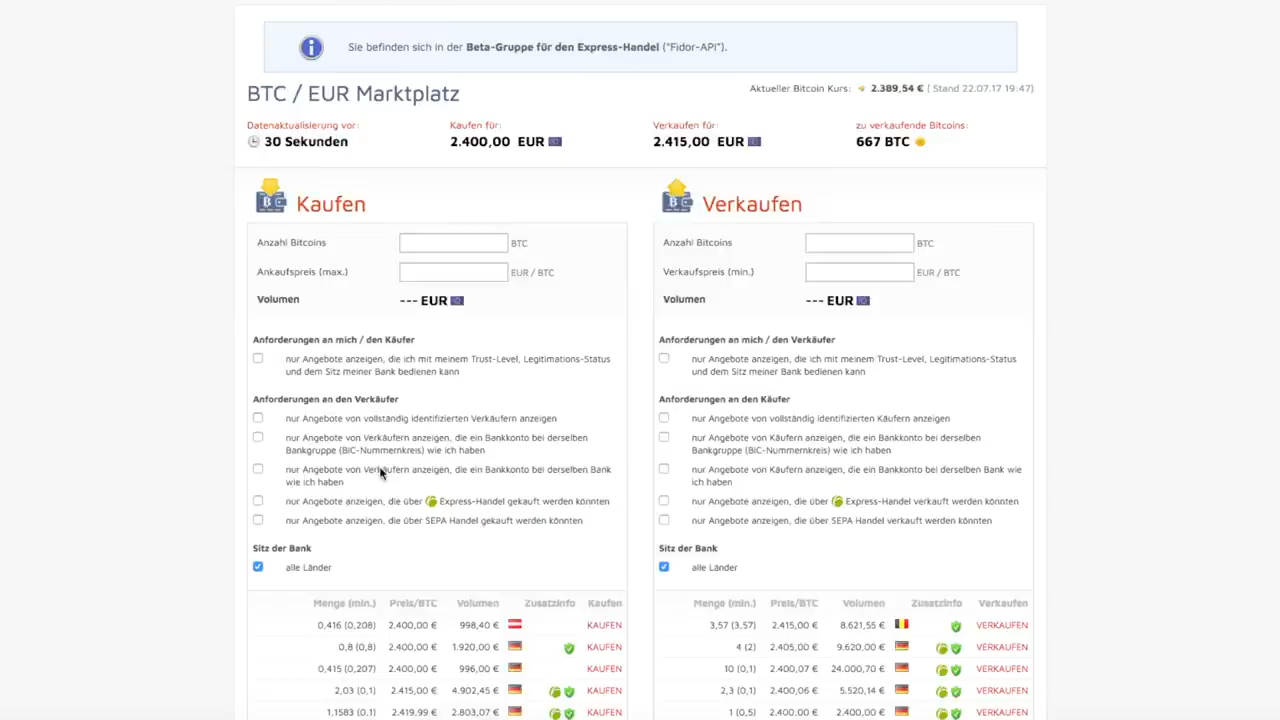 Sie befinden sich in der Beta-Gruppe für den Express-Handel ("Fidor-API").
BTC / EUR Marktplatz
Aktueller Bitcoin Kurs: 2.389,54 € ( Stand 22.07.17 19:47)
Datenaktualisierung vor:
30 Sekunden
Kaufen für:
2.400,00 EUR
Verkaufen für:
2.415,00 EUR
zu verkaufende Bitcoins:
667 BTC
Kaufen
Anzahl Bitcoins BTC
Ankaufspreis (max.) EUR / BTC
Volumen --- EUR
Anforderungen an mich / den Käufer
nur Angebote anzeigen, die ich mit meinem Trust-Level, Legitimations-Status
und dem Sitz meiner Bank bedienen kann
Anforderungen an den Verkäufer
nur Angebote von vollständig identifizierten Verkäufern anzeigen
nur Angebote von Verkäufern anzeigen, die ein Bankkonto bei derselben
Bankgruppe (BIC-Nummernkreis) wie ich haben
nur Angebote von Verkäufern anzeigen, die ein Bankkonto bei derselben Bank
wie ich haben
nur Angebote anzeigen, die über Express-Handel gekauft werden könnten
nur Angebote anzeigen, die über SEPA Handel gekauft werden könnten
Sitz der Bank
alle Länder
Menge (min.) Preis/BTC Volumen Zusatzinfo Kaufen
0,416 (0,208) 2.400,00 € 998,40 € KAUFEN
0,8 (0,8) 2.400,00 € 1.920,00 € KAUFEN
0,415 (0,207) 2.400,00 € 996,00 € KAUFEN
2,03 (0,1) 2.415,00 € 4.902,45 € KAUFEN
1,1583 (0,1) 2.419,99 € 2.803,07 € KAUFEN
Verkaufen
Anzahl Bitcoins BTC
Verkaufspreis (min.) EUR / BTC
Volumen --- EUR
Anforderungen an mich / den Verkäufer
nur Angebote anzeigen, die ich mit meinem Trust-Level, Legitimations-Status
und dem Sitz meiner Bank bedienen kann
Anforderungen an den Käufer
nur Angebote von vollständig identifizierten Käufern anzeigen
nur Angebote von Käufern anzeigen, die ein Bankkonto bei derselben
Bankgruppe (BIC-Nummernkreis) wie ich haben
nur Angebote von Käufern anzeigen, die ein Bankkonto bei derselben Bank wie
ich haben
nur Angebote anzeigen, die über Express-Handel verkauft werden könnten
nur Angebote anzeigen, die über SEPA Handel verkauft werden könnten
Sitz der Bank
alle Länder
Menge (min.) Preis/BTC Volumen Zusatzinfo Verkaufen
3,57 (3,57) 2.415,00 € 8.621,55 € VERKAUFEN
4 (2) 2.405,00 € 9.620,00 € VERKAUFEN
10 (0,1) 2.400,07 € 24.000,70 € VERKAUFEN
2,3 (0,1) 2.400,06 € 5.520,14 € VERKAUFEN
1 (0,5) 2.400,00 € 2.400,00 € VERKAUFEN